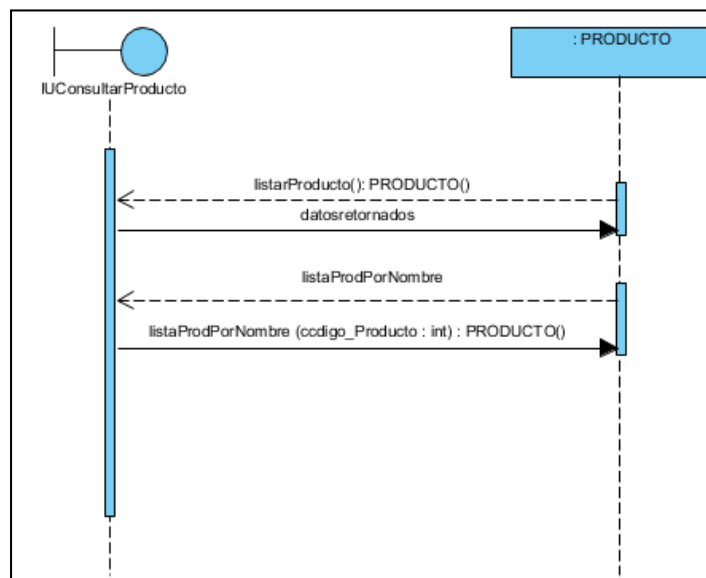 : PRODUCTO
IUConsultarProducto
listarProducto(): PRODUCTO()
datosretornados
listaProdPorNombre
listaProdPorNombre (ccdigo_Producto : int) : PRODUCTO()